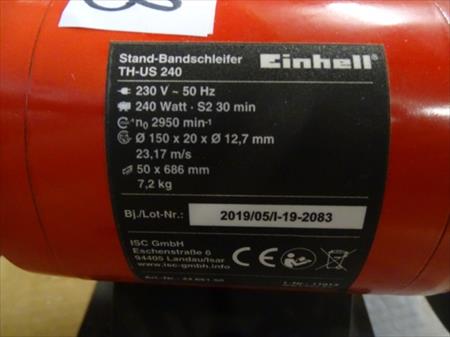 Stand-Bandschleifer
TH-US 240
Einhell
230 V ~ 50 Hz
240 Watt · S2 30 min
n₀ 2950 min⁻¹
Ø 150 x 20 x Ø 12,7 mm
23,17 m/s
50 x 686 mm
7,2 kg
Bj./Lot-Nr.: 2019/05/I-19-2083
ISC GmbH
Eschenstraße 6
94405 Landau/Isar
www.isc-gmbh.info
CE